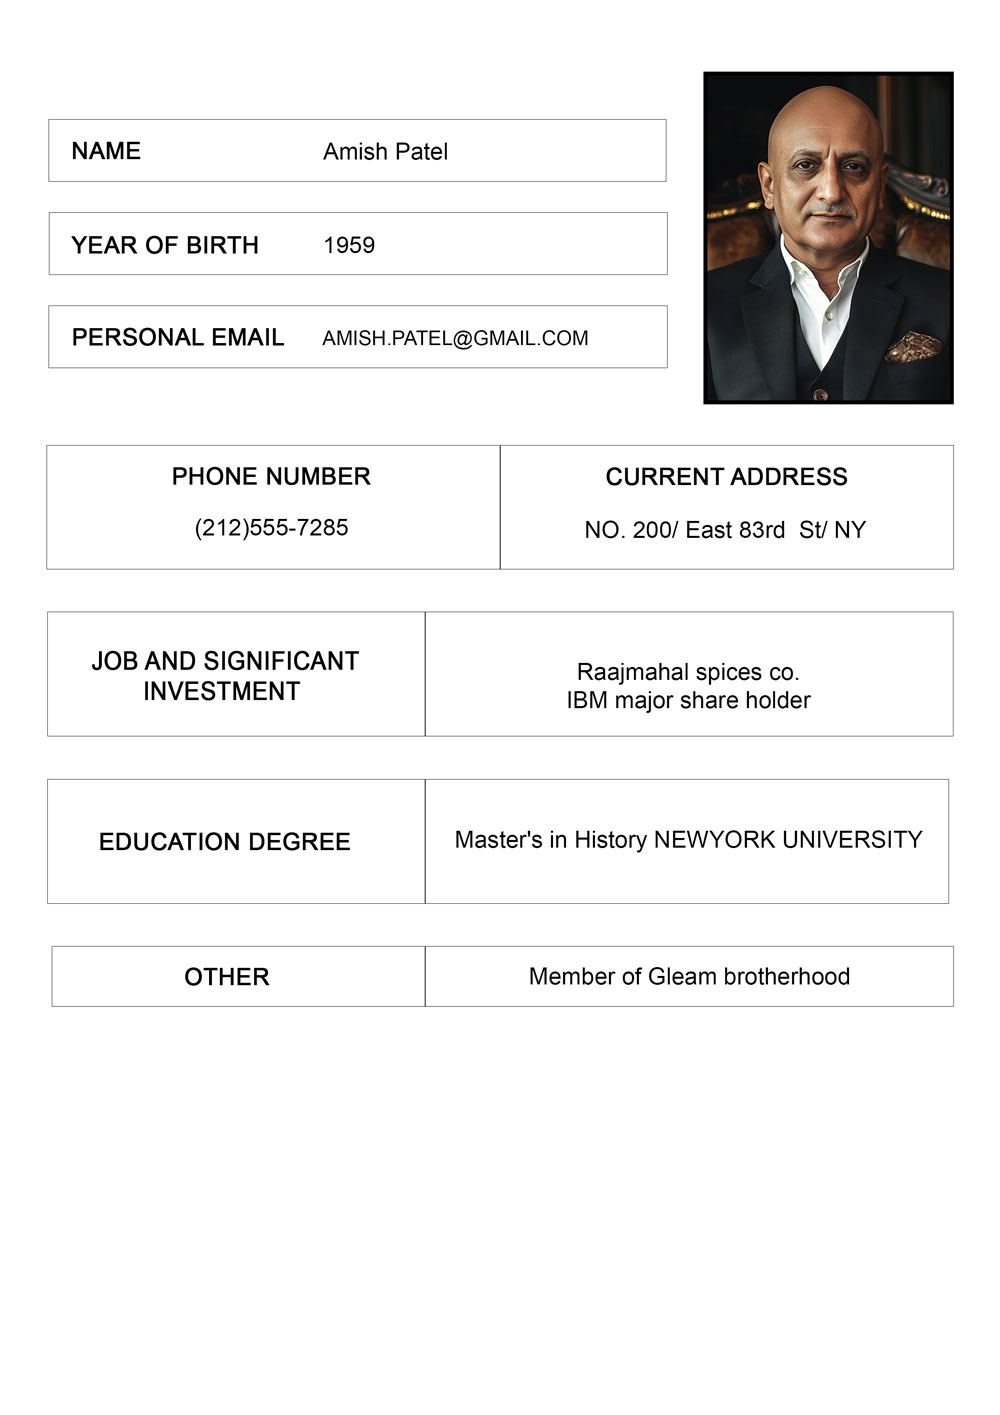 NAME Amish Patel
YEAR OF BIRTH 1959
PERSONAL EMAIL AMISH.PATEL@GMAIL.COM
PHONE NUMBER
(212)555-7285
CURRENT ADDRESS
NO. 200/ East 83rd  St/ NY
JOB AND SIGNIFICANT
INVESTMENT
Raajmahal spices co.
IBM major share holder
EDUCATION DEGREE
Master's in History NEWYORK UNIVERSITY
OTHER
Member of Gleam brotherhood